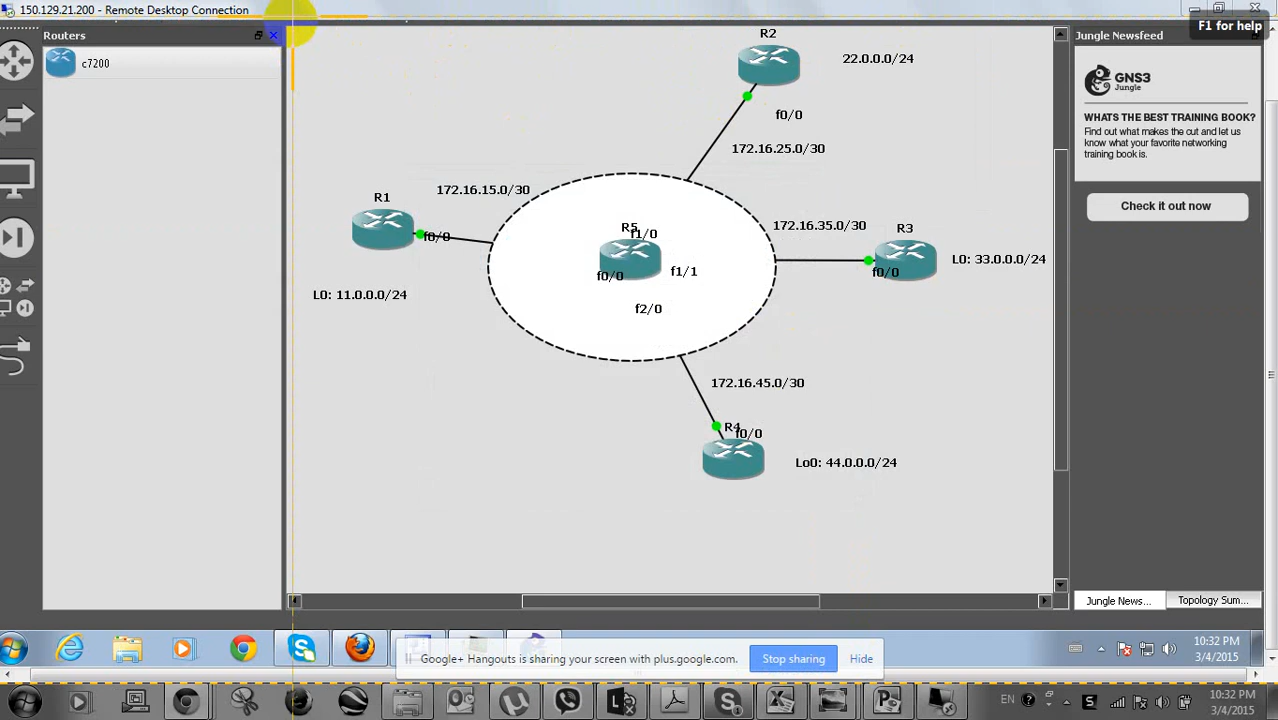 150.129.21.200 - Remote Desktop Connection
F1 for help
Routers
c7200
R2
22.0.0.0/24
f0/0
172.16.25.0/30
172.16.15.0/30
R1
f0/0
L0: 11.0.0.0/24
R5
f1/0
f0/0
f1/1
f2/0
172.16.35.0/30
R3
f0/0
L0: 33.0.0.0/24
172.16.45.0/30
R4
f0/0
Lo0: 44.0.0.0/24
Jungle Newsfeed
GNS3
Jungle
WHATS THE BEST TRAINING BOOK?
Find out what makes the cut and let us
know what your favorite networking
training book is.
Check it out now
Jungle News...
Topology Sum...
Google+ Hangouts is sharing your screen with plus.google.com.
Stop sharing
Hide
10:32 PM
3/4/2015
EN
10:32 PM
3/4/2015